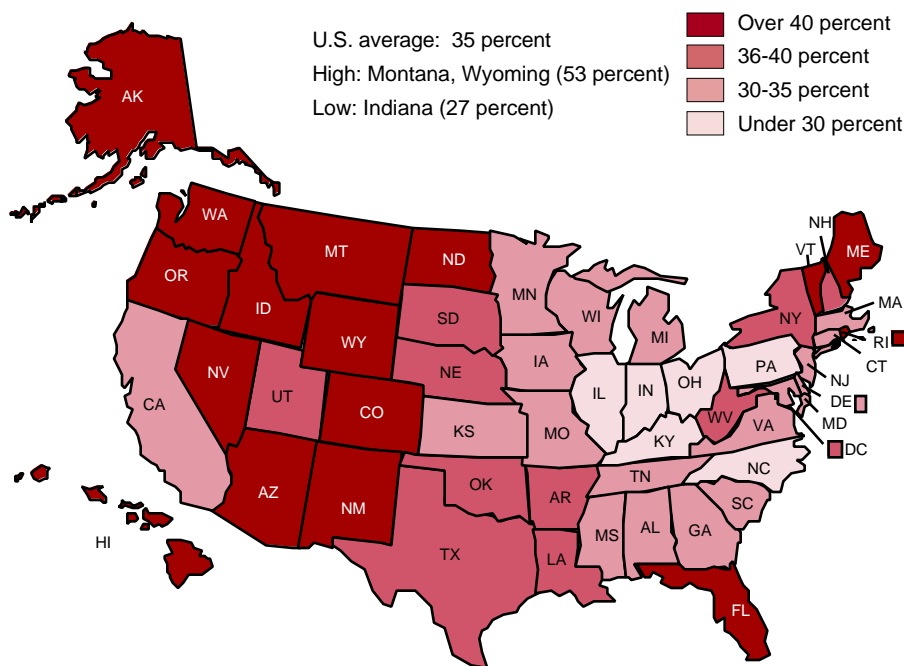 U.S. average:  35 percent
High: Montana, Wyoming (53 percent)
Low: Indiana (27 percent)
Over 40 percent
36-40 percent
30-35 percent
Under 30 percent
AK
WA
MT
ND
MN
OR
ID
WY
SD
WI
MI
NH
VT
ME
NY
MA
RI
CT
NV
UT
CO
NE
IA
IL
IN
OH
PA
NJ
DE
MD
DC
CA
KS
MO
KY
WV
VA
AZ
NM
OK
AR
TN
NC
SC
TX
LA
MS
AL
GA
FL
HI